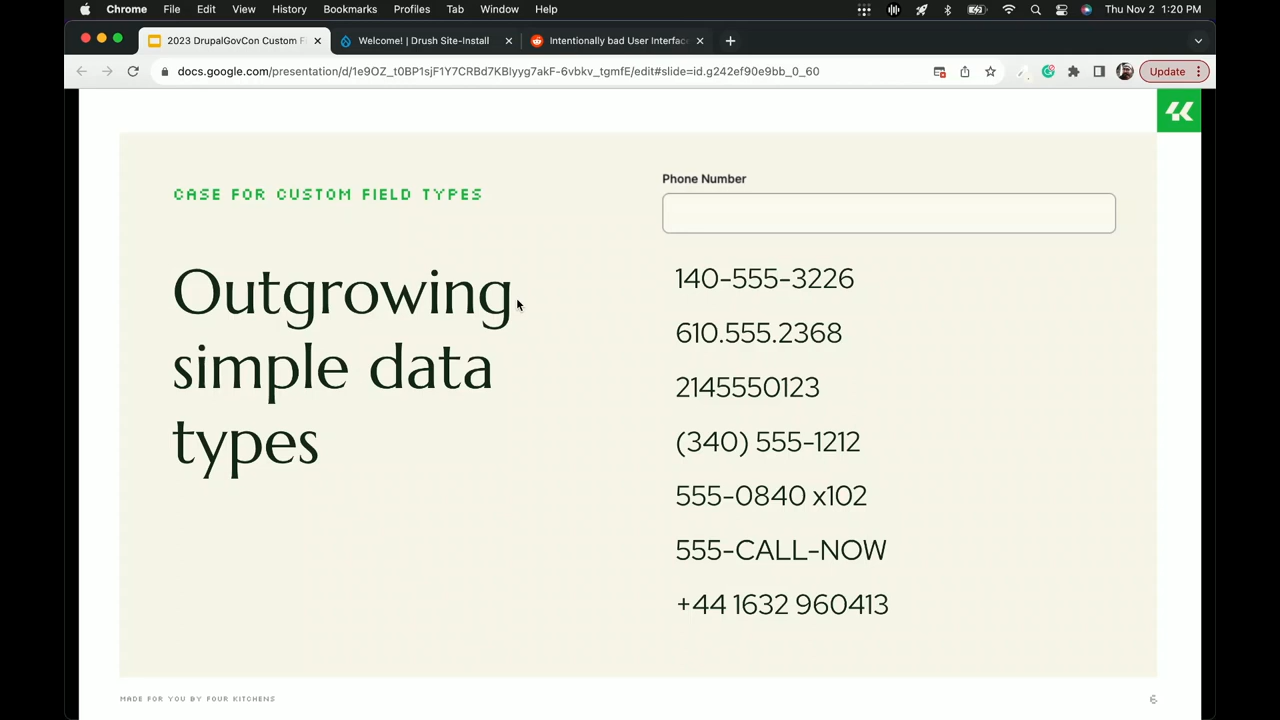 Chrome File Edit View History Bookmarks Profiles Tab Window Help Thu Nov 2 1:20 PM
2023 DrupalGovCon Custom F Welcome! | Drush Site-Install Intentionally bad User Interfac
docs.google.com/presentation/d/1e9OZ_t0BP1sjF1Y7CRBd7KBlyyg7akF-6vbkv_tgmfE/edit#slide=id.g242ef90e9bb_0_60 Update
CASE FOR CUSTOM FIELD TYPES
Outgrowing
simple data
types
Phone Number
140-555-3226
610.555.2368
2145550123
(340) 555-1212
555-0840 x102
555-CALL-NOW
+44 1632 960413
MADE FOR YOU BY FOUR KITCHENS
6